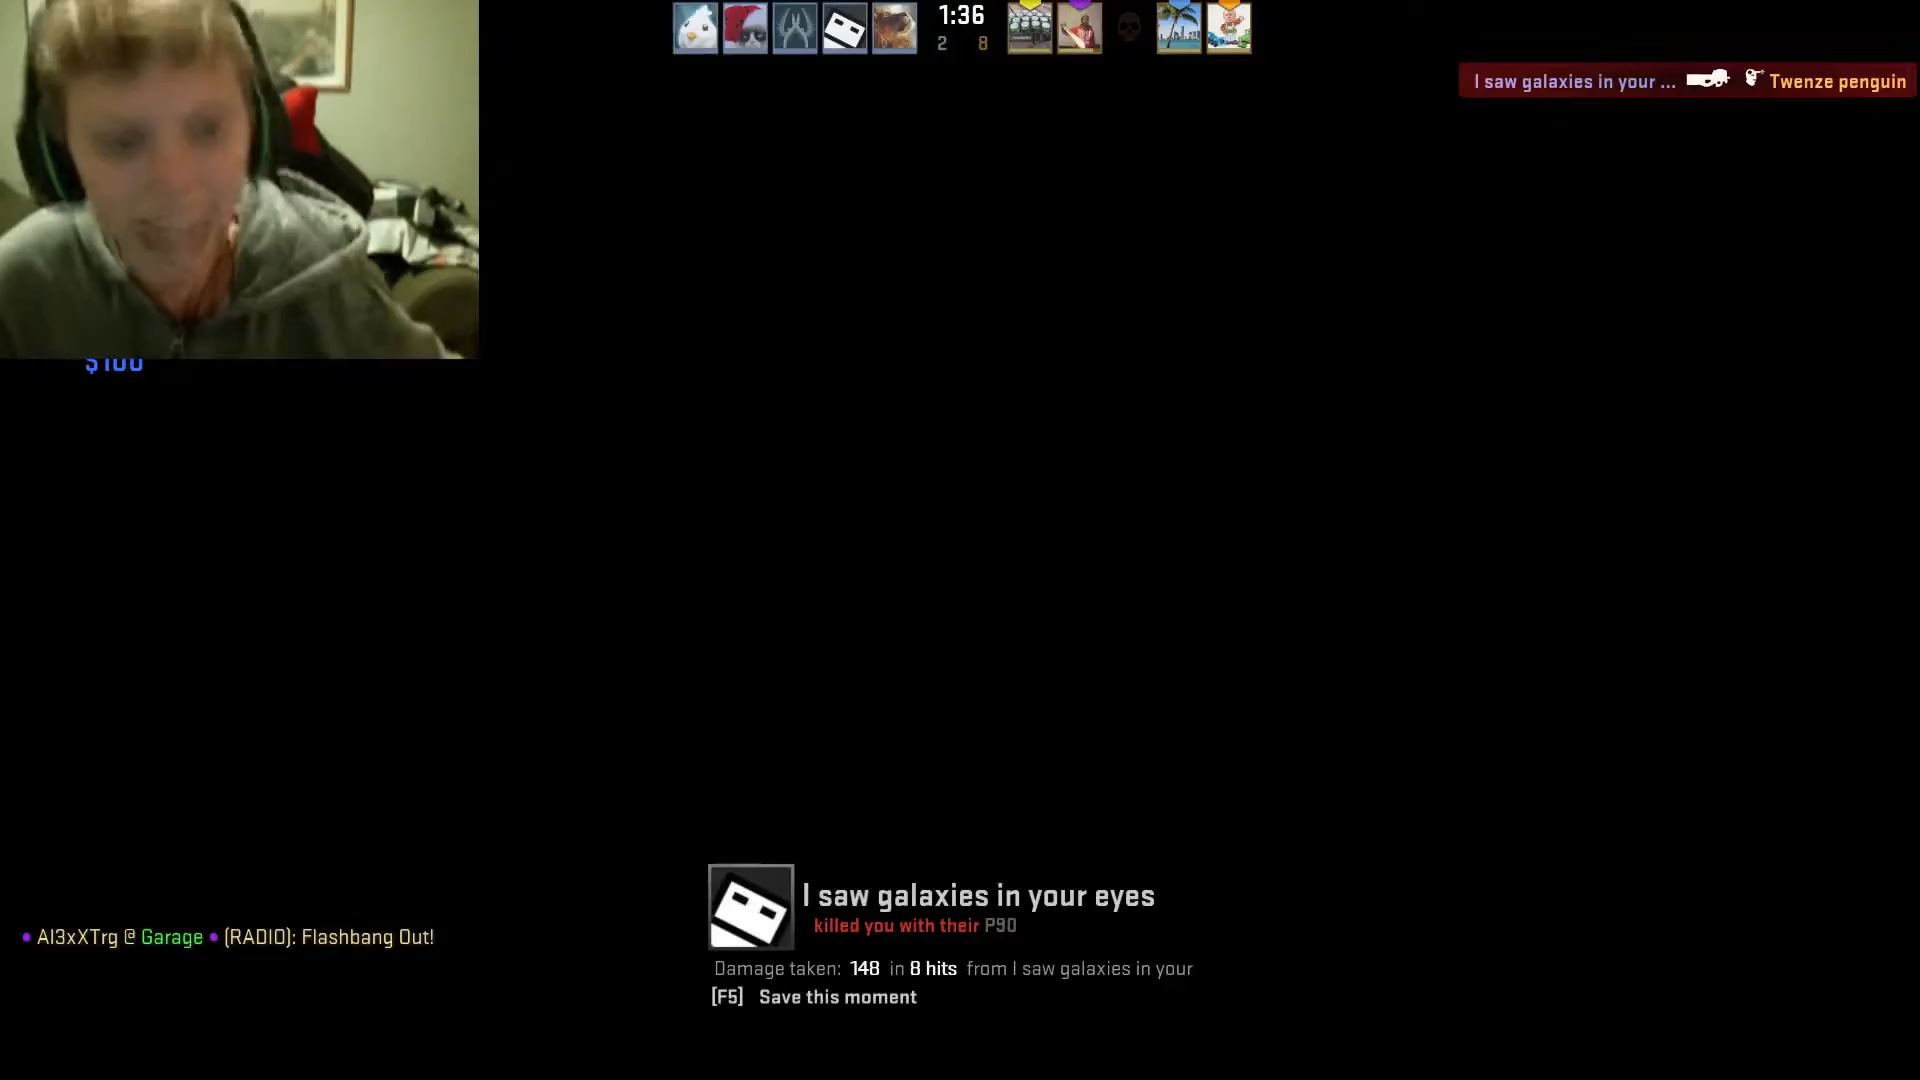 1:36
2 8
I saw galaxies in your ... Twenze penguin
$100
I saw galaxies in your eyes
killed you with their P90
• Al3xXTrg @ Garage • (RADIO): Flashbang Out!
Damage taken: 148 in 8 hits from I saw galaxies in your
[F5] Save this moment